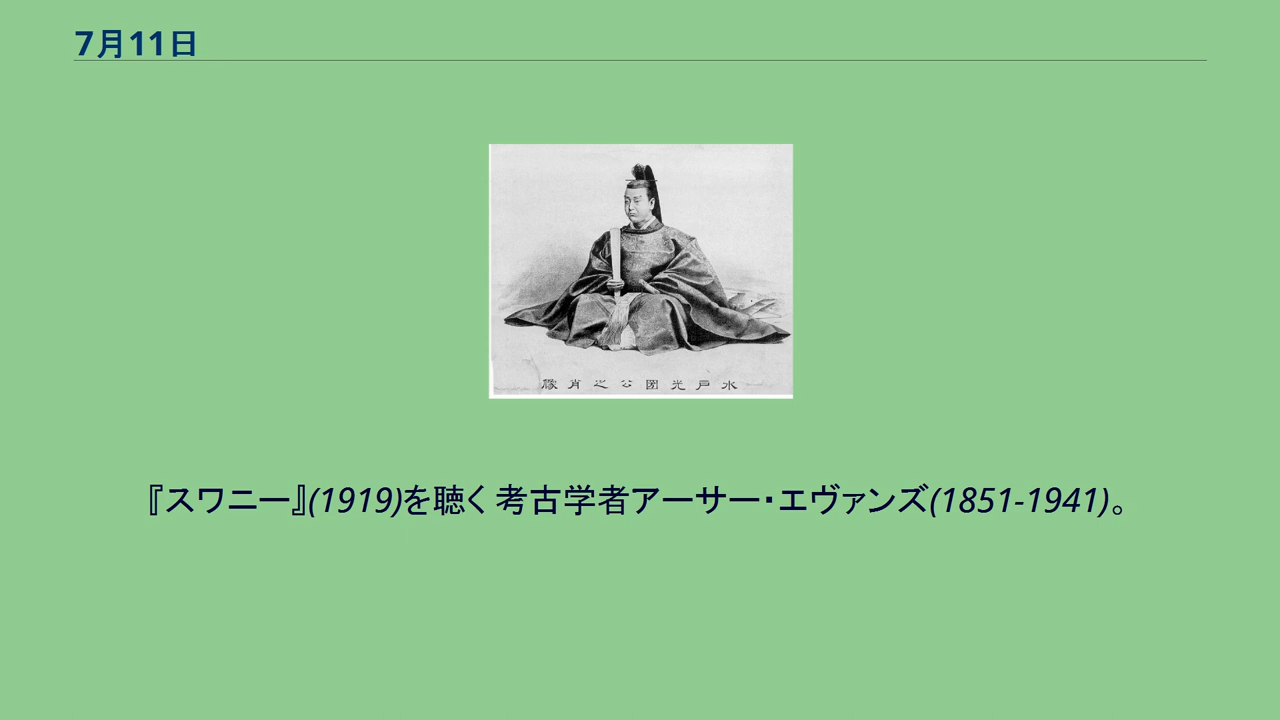 7月11日
水戸光圀公之肖像
『スワニー』(1919)を聴く考古学者アーサー・エヴァンズ(1851-1941)。